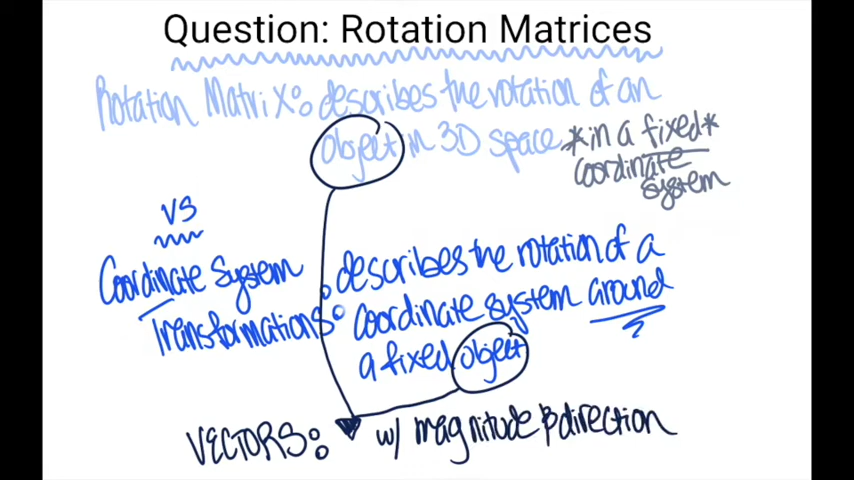 Question: Rotation Matrices
Rotation Matrix: describes the rotation of an
object in 3D space *in a fixed*
coordinate
system
vs
Coordinate System
Transformations: describes the rotation of a
coordinate system around
a fixed object
VECTORS: w/ magnitude & direction